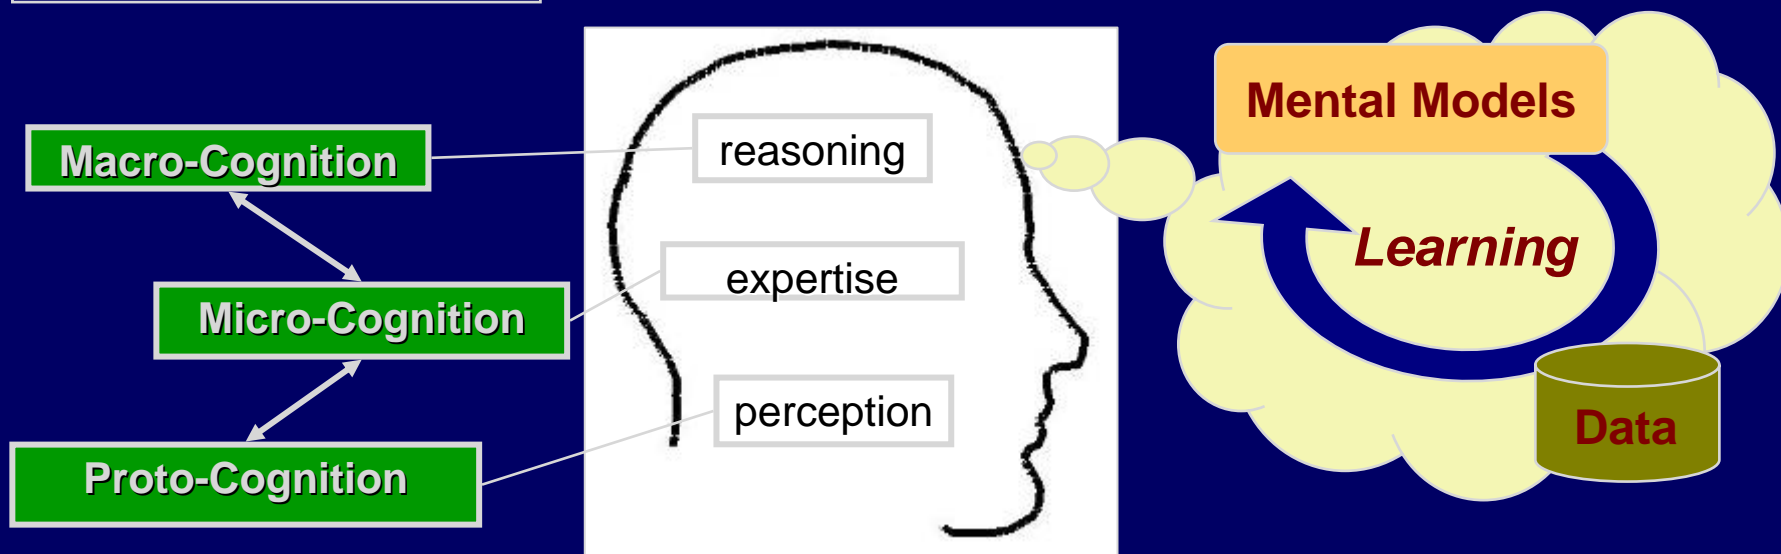 Macro-Cognition
Micro-Cognition
Proto-Cognition
reasoning
expertise
perception
Mental Models
Learning
Data